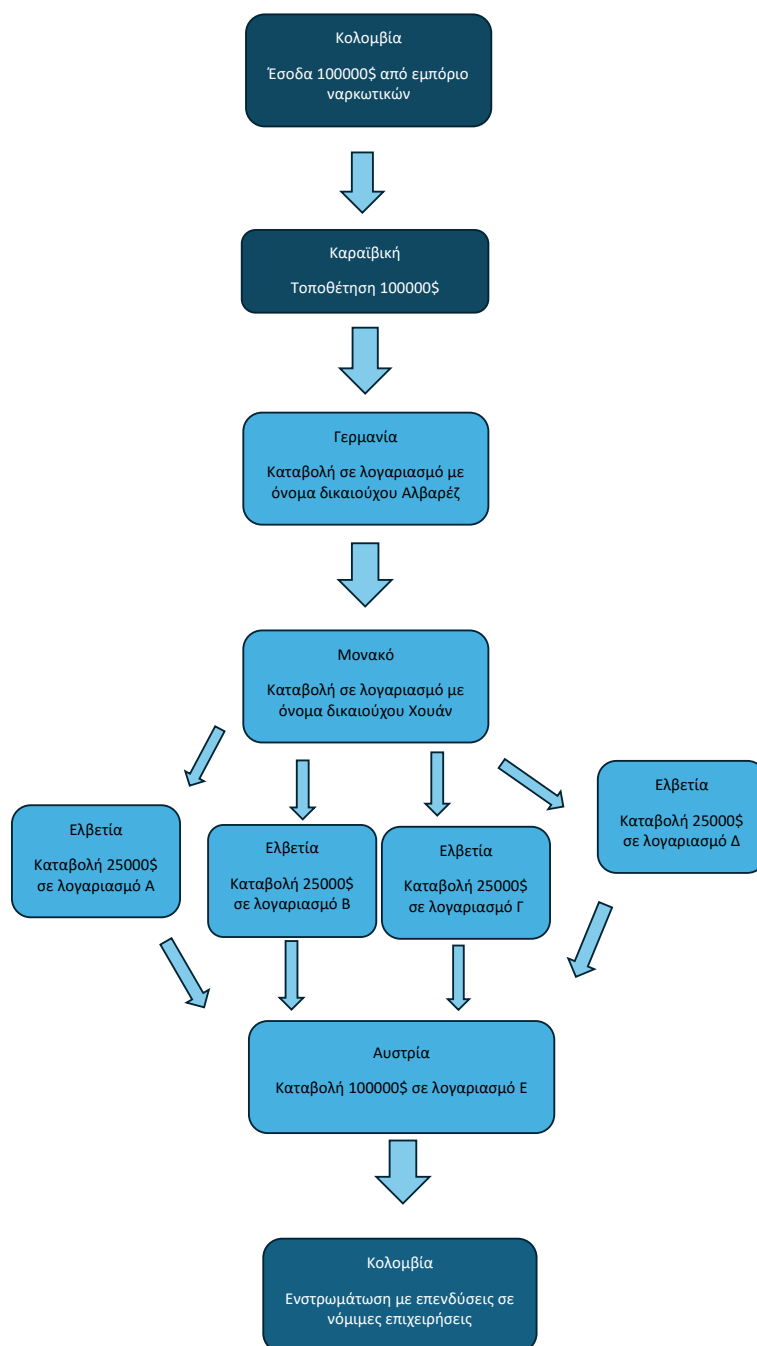 Κολομβία
Έσοδα 100000$ από εμπόριο
ναρκωτικών
Καραϊβική
Τοποθέτηση 100000$
Γερμανία
Καταβολή σε λογαριασμό με
όνομα δικαιούχου Αλβαρέζ
Μονακό
Καταβολή σε λογαριασμό με
όνομα δικαιούχου Χουάν
Ελβετία
Καταβολή 25000$
σε λογαριασμό Α
Ελβετία
Καταβολή 25000$
σε λογαριασμό Β
Ελβετία
Καταβολή 25000$
σε λογαριασμό Γ
Ελβετία
Καταβολή 25000$
σε λογαριασμό Δ
Αυστρία
Καταβολή 100000$ σε λογαριασμό Ε
Κολομβία
Ενστρωμάτωση με επενδύσεις σε
νόμιμες επιχειρήσεις